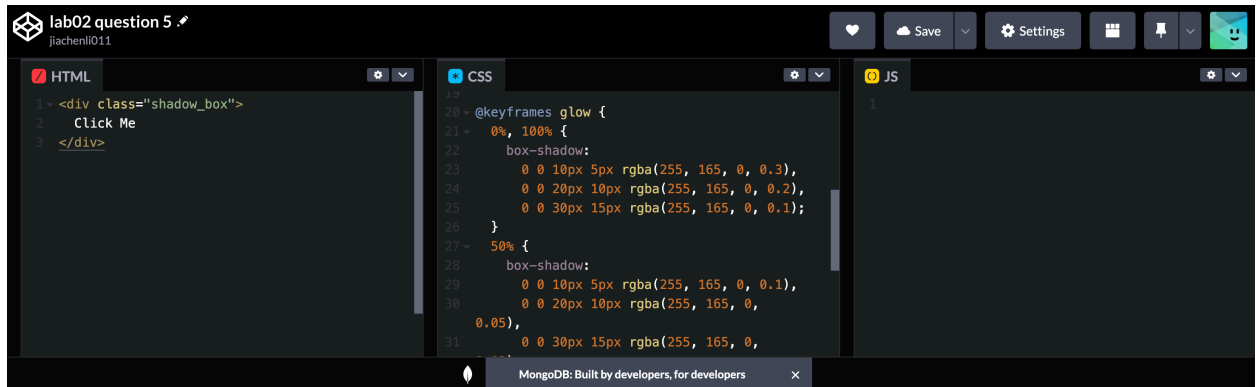 lab02 question 5
jiachenli011
Save
Settings
HTML
CSS
JS
1 <div class="shadow_box">
2 Click Me
3 </div>
19
20 @keyframes glow {
21 0%, 100% {
22 box-shadow:
23 0 0 10px 5px rgba(255, 165, 0, 0.3),
24 0 0 20px 10px rgba(255, 165, 0, 0.2),
25 0 0 30px 15px rgba(255, 165, 0, 0.1);
26 }
27 50% {
28 box-shadow:
29 0 0 10px 5px rgba(255, 165, 0, 0.1),
30 0 0 20px 10px rgba(255, 165, 0,
0.05),
31 0 0 30px 15px rgba(255, 165, 0,
1
MongoDB: Built by developers, for developers